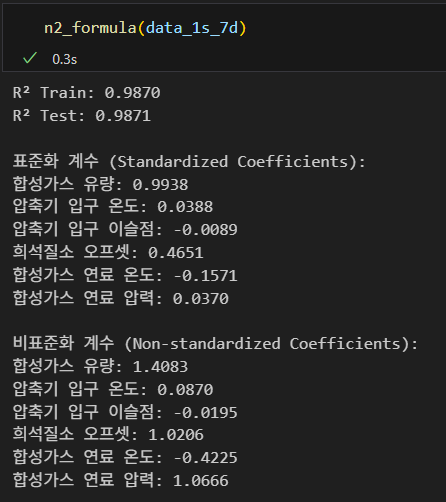 n2_formula(data_1s_7d)
0.3s
R² Train: 0.9870
R² Test: 0.9871
표준화 계수 (Standardized Coefficients):
합성가스 유량: 0.9938
압축기 입구 온도: 0.0388
압축기 입구 이슬점: -0.0089
희석질소 오프셋: 0.4651
합성가스 연료 온도: -0.1571
합성가스 연료 압력: 0.0370
비표준화 계수 (Non-standardized Coefficients):
합성가스 유량: 1.4083
압축기 입구 온도: 0.0870
압축기 입구 이슬점: -0.0195
희석질소 오프셋: 1.0206
합성가스 연료 온도: -0.4225
합성가스 연료 압력: 1.0666